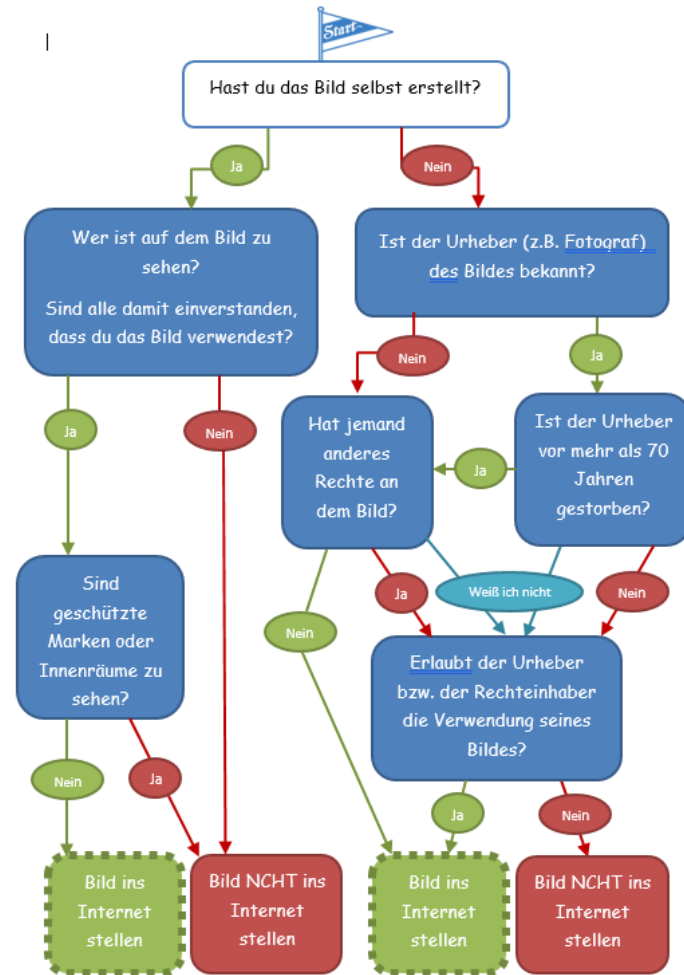 Start
Hast du das Bild selbst erstellt?
Ja
Nein
Wer ist auf dem Bild zu
sehen?
Sind alle damit einverstanden,
dass du das Bild verwendest?
Ist der Urheber (z.B. Fotograf)
des Bildes bekannt?
Nein
Ja
Ja
Nein
Hat jemand
anderes
Rechte an
dem Bild?
Ja
Ist der Urheber
vor mehr als 70
Jahren
gestorben?
Sind
geschützte
Marken oder
Innenräume zu
sehen?
Nein
Ja
Weiß ich nicht
Nein
Erlaubt der Urheber
bzw. der Rechteinhaber
die Verwendung seines
Bildes?
Nein
Ja
Ja
Nein
Bild ins
Internet
stellen
Bild NCHT ins
Internet
stellen
Bild ins
Internet
stellen
Bild NCHT ins
Internet
stellen